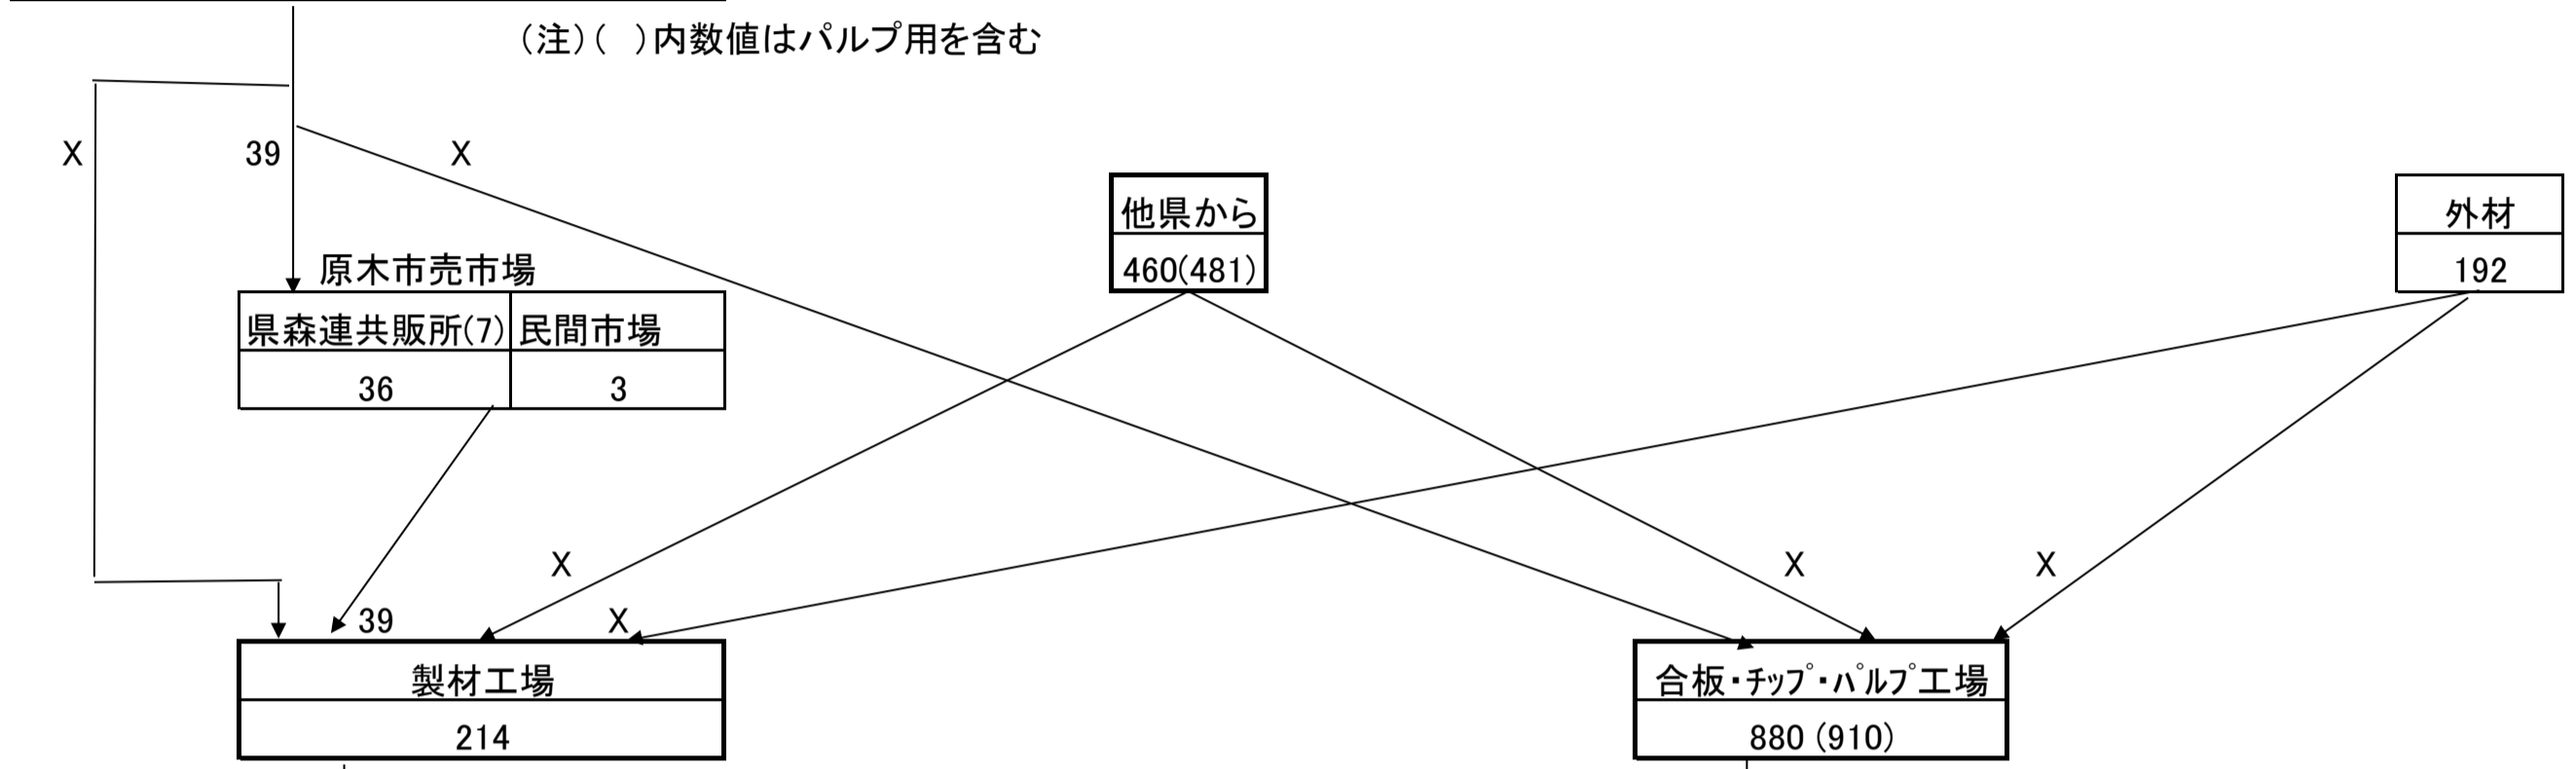 (注)( )内数値はパルプ用を含む
X
39
X
他県から
460(481)
外材
192
原木市売市場
県森連共販所(7)
民間市場
36
3
X
X
X
39
X
製材工場
214
合板・ﾁｯﾌﾟ・ﾊﾟﾙﾌﾟ工場
880 (910)